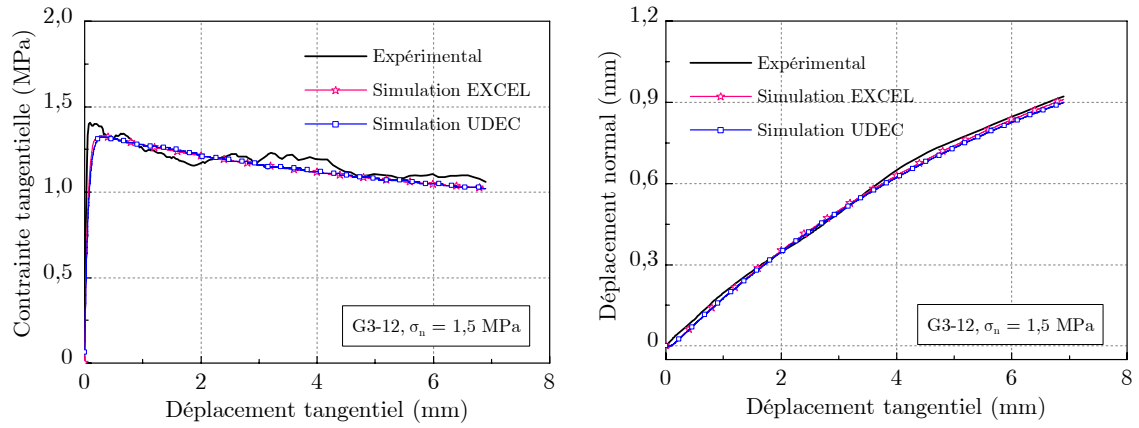 2,0
1,5
1,0
0,5
0
Contrainte tangentielle (MPa)
Expérimental
Simulation EXCEL
Simulation UDEC
G3-12, σn = 1,5 MPa
0 2 4 6 8
Déplacement tangentiel (mm)
1,2
0,9
0,6
0,3
0
Déplacement normal (mm)
Expérimental
Simulation EXCEL
Simulation UDEC
G3-12, σn = 1,5 MPa
0 2 4 6 8
Déplacement tangentiel (mm)